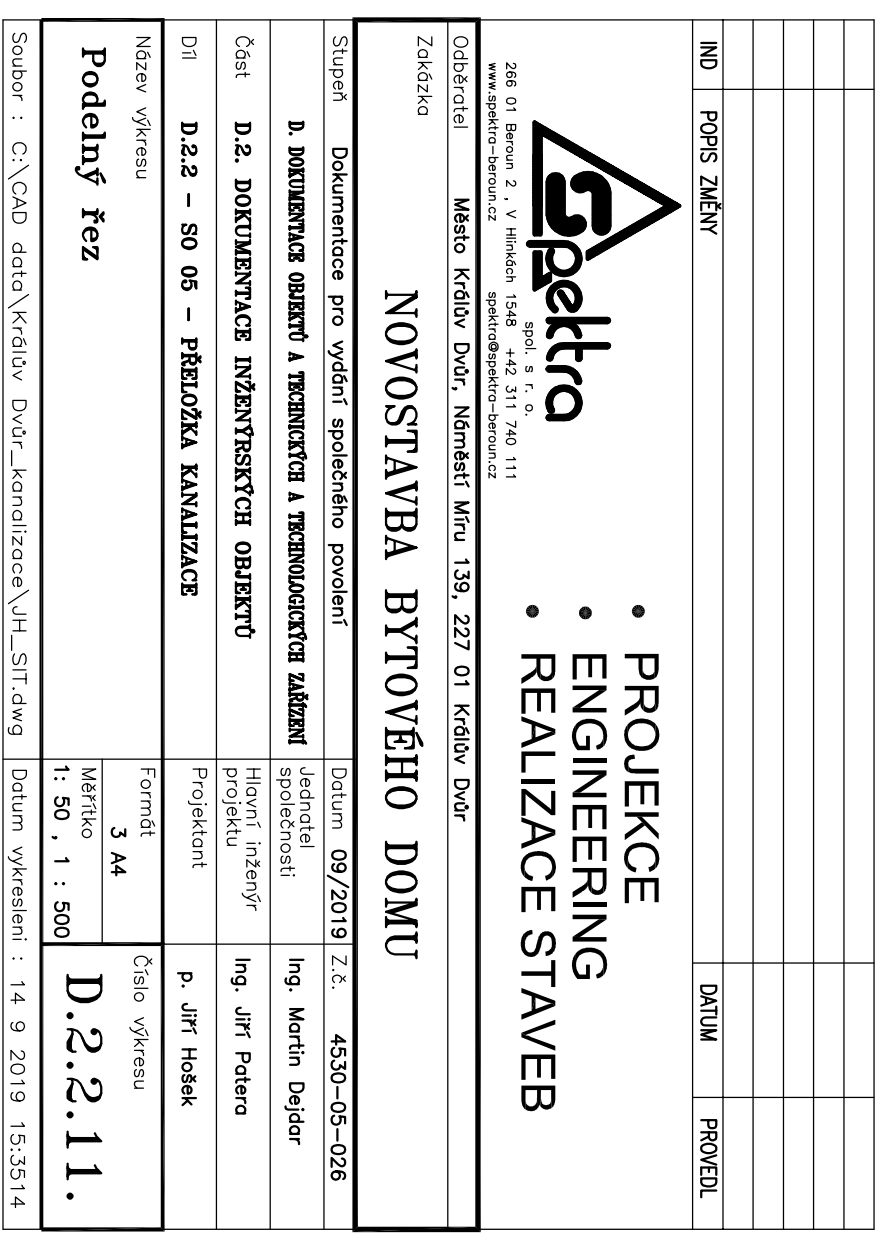 IND POPIS ZMĚNY DATUM PROVEDL
Spektra
spol. s r. o.
266 01 Beroun 2 , V Hlinkách 1548 +42 311 740 111
www.spektra-beroun.cz spektra@spektra-beroun.cz
• PROJEKCE
• ENGINEERING
• REALIZACE STAVEB
Odběratel Město Králův Dvůr, Náměstí Míru 139, 227 01 Králův Dvůr
Zakázka
NOVOSTAVBA BYTOVÉHO DOMU
Stupeň Dokumentace pro vydání společného povolení
Datum 09/2019 Z.č. 4530-05-026
D. DOKUMENTACE OBJEKTŮ A TECHNICKÝCH A TECHNOLOGICKÝCH ZAŘÍZENÍ
Jednatel
společnosti
Ing. Martin Dejdar
Část D.2. DOKUMENTACE INŽENÝRSKÝCH OBJEKTŮ
Hlavní inženýr
projektu
Ing. Jiří Patera
Díl D.2.2 - SO 05 - PŘELOŽKA KANALIZACE
Projektant p. Jiří Hošek
Název výkresu
Podelný řez
Formát
3 A4
Měřítko
1: 50 , 1 : 500
Číslo výkresu
D.2.2.11.
Soubor : C:\CAD data\Králův Dvůr_kanalizace\JH_SIT.dwg
Datum vykresleni : 14 9 2019 15:3514